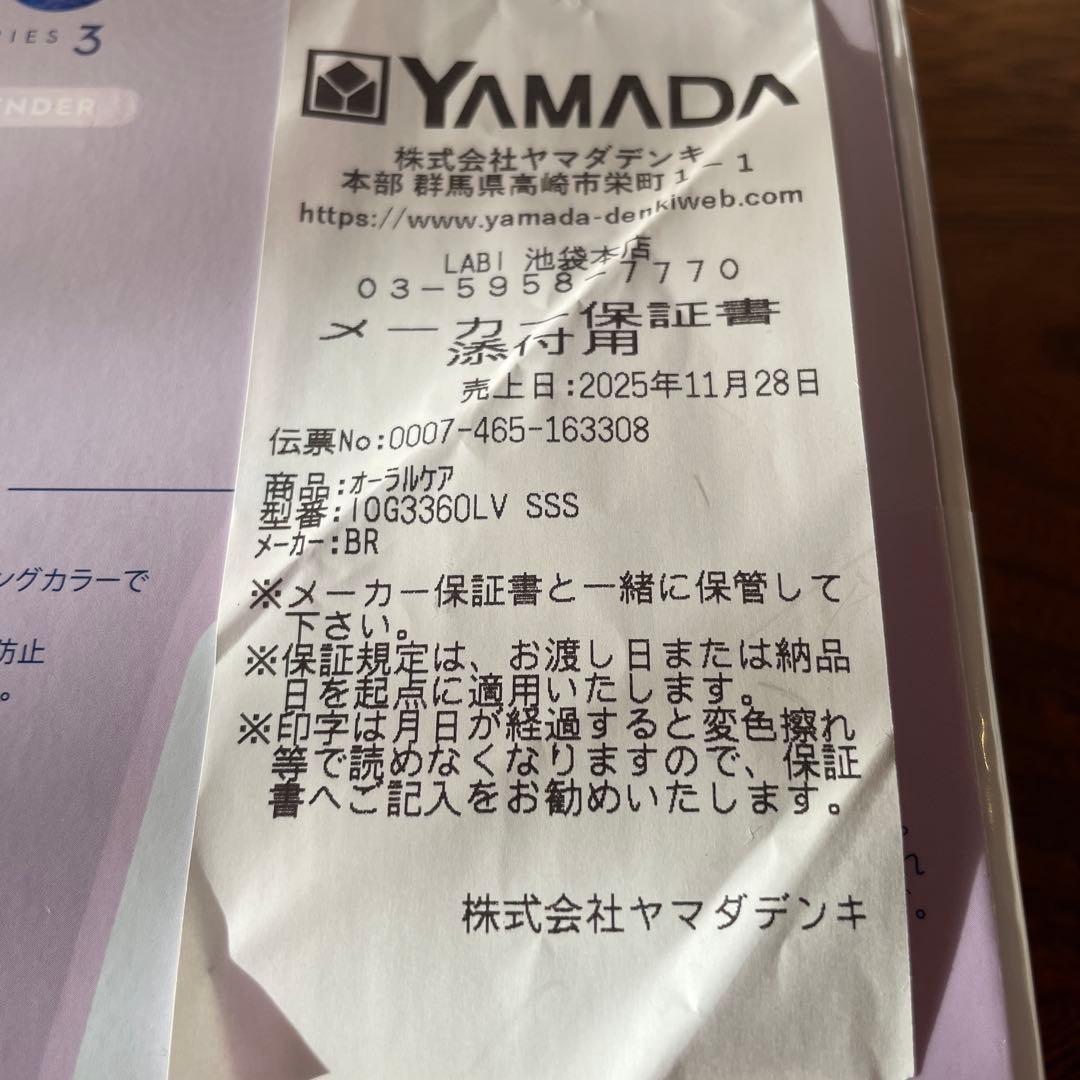 3
YAMADA
株式会社ヤマダデンキ
本部 群馬県高崎市栄町1-1
https://www.yamada-denkiweb.com
LABI 池袋本店
03-5958-7770
メーカー保証書
添付用
売上日:2025年11月28日
伝票No:0007-465-163308
商品:オーラルケア
型番:IOG3360LV SSS
メーカー:BR
※メーカー保証書と一緒に保管して
下さい。
※保証規定は、お渡し日または納品
日を起点に適用いたします。
※印字は月日が経過すると変色擦れ
等で読めなくなりますので、保証
書へご記入をお勧めいたします。
株式会社ヤマダデンキ
ングカラーで
防止
。